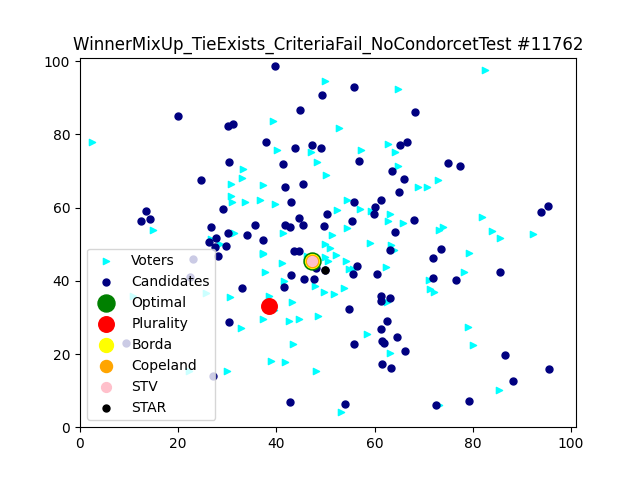 WinnerMixUp_TieExists_CriteriaFail_NoCondorcetTest #11762
100
80
60
40
20
0
0
20
40
60
80
100
Voters
Candidates
Optimal
Plurality
Borda
Copeland
STV
STAR